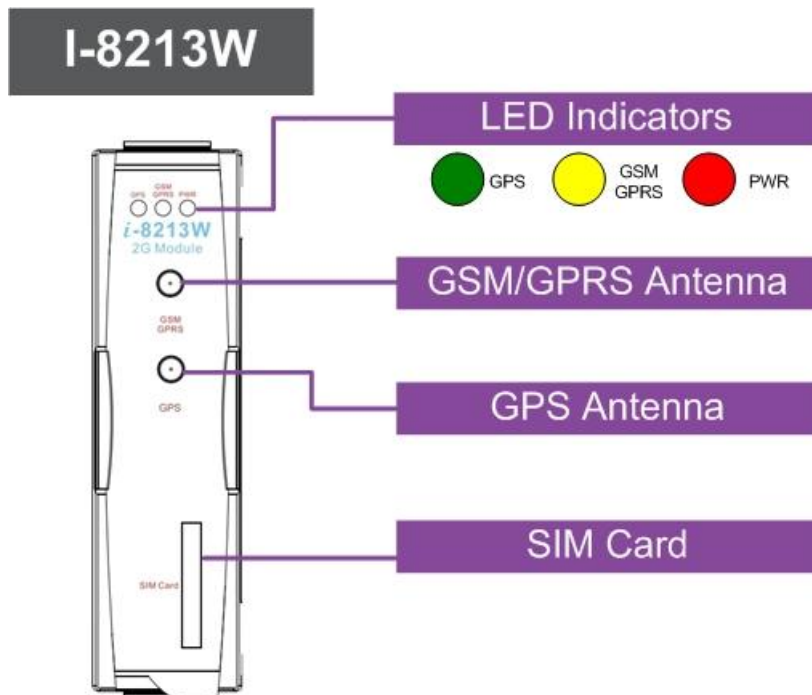 I-8213W
LED Indicators
GPS
GSM
GPRS
PWR
GPS
GSM
GPRS
PWR
i-8213W
2G Module
GSM/GPRS Antenna
GSM
GPRS
GPS Antenna
GPS
SIM Card
SIM Card